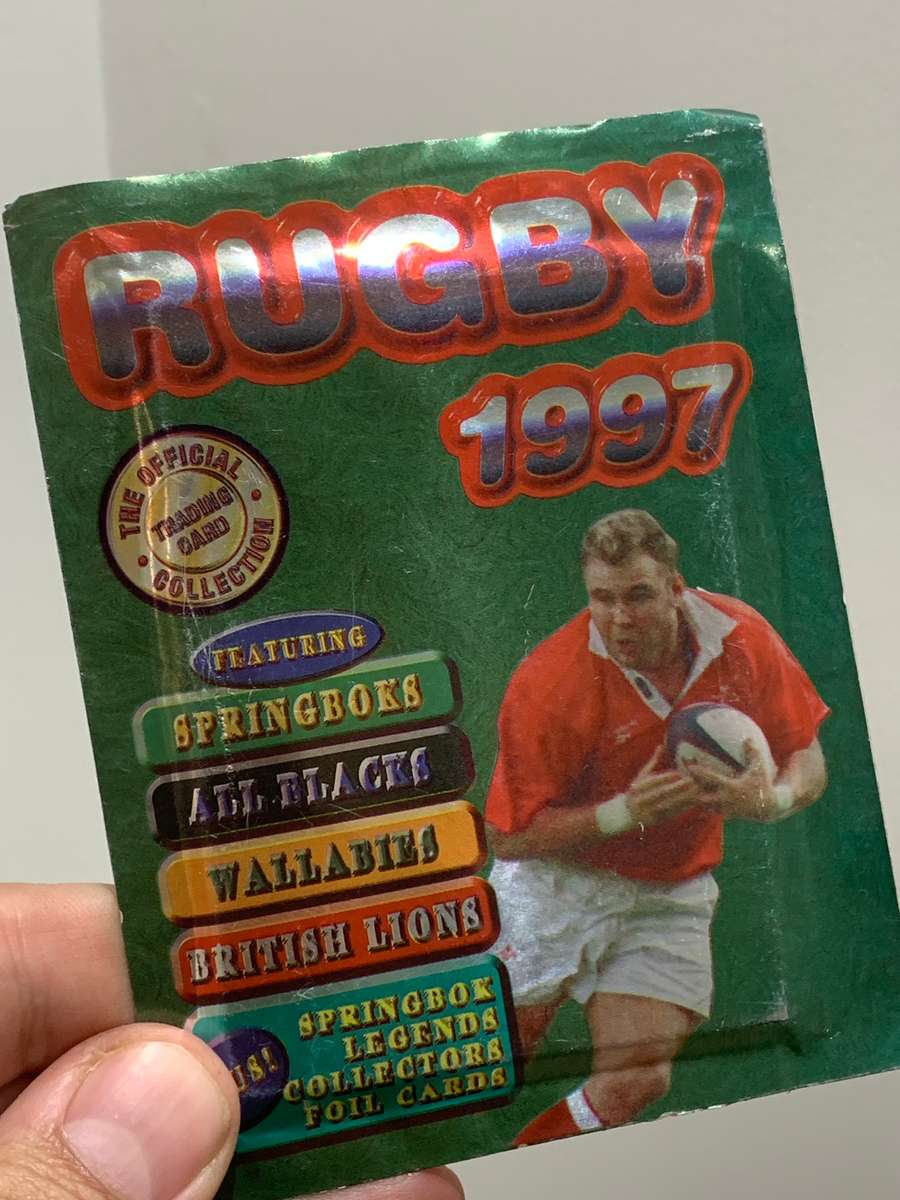 RUGBY
1997
THE OFFICIAL
TRADING
CARD
COLLECTION
FEATURING
SPRINGBOKS
ALL BLACKS
WALLABIES
BRITISH LIONS
SPRINGBOK
LEGENDS
COLLECTORS
FOIL CARDS